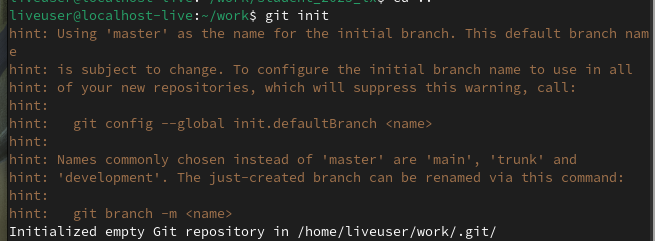 liveuser@localhost-live:~/work$ git init
hint: Using 'master' as the name for the initial branch. This default branch nam
e
hint: is subject to change. To configure the initial branch name to use in all
hint: of your new repositories, which will suppress this warning, call:
hint:
hint:   git config --global init.defaultBranch <name>
hint:
hint: Names commonly chosen instead of 'master' are 'main', 'trunk' and
hint: 'development'. The just-created branch can be renamed via this command:
hint:
hint:   git branch -m <name>
Initialized empty Git repository in /home/liveuser/work/.git/